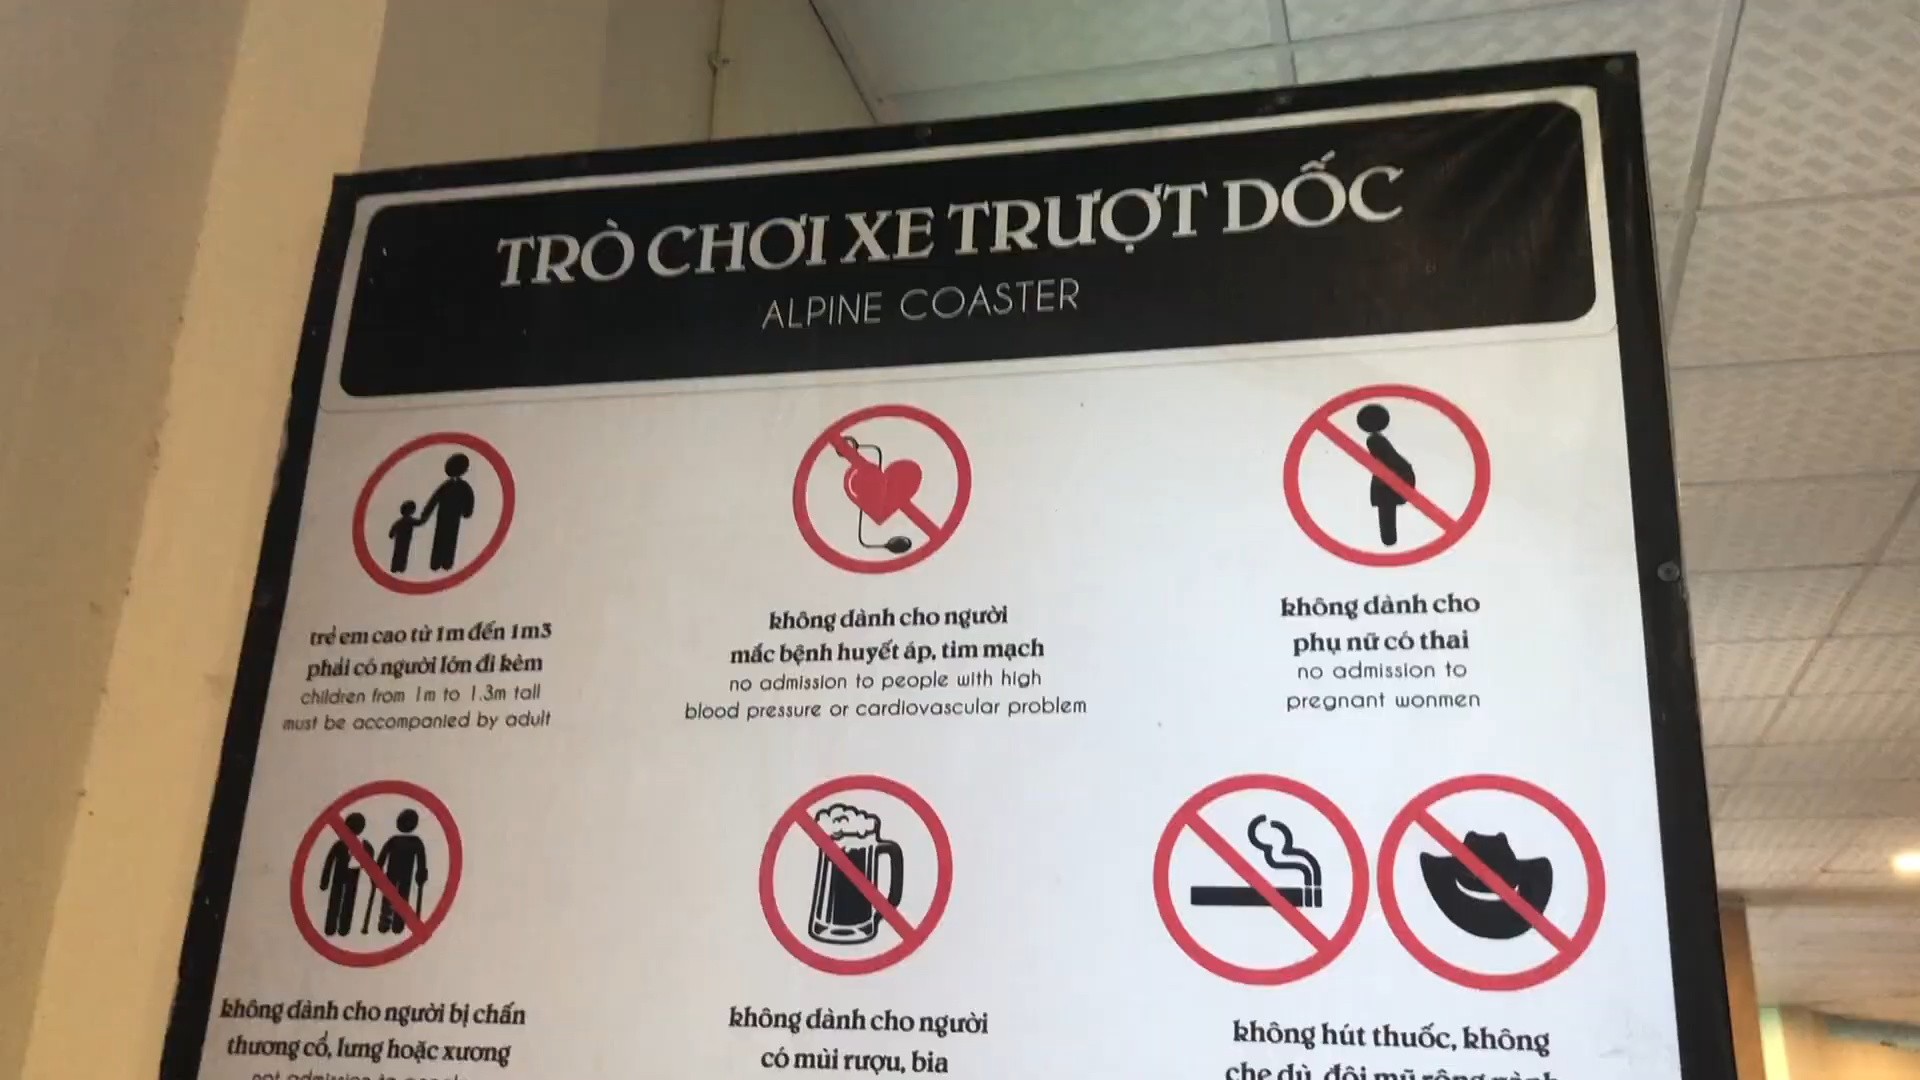 TRÒ CHƠI XE TRƯỢT DỐC
ALPINE COASTER
trẻ em cao từ 1m đến 1m3
phải có người lớn đi kèm
children from 1m to 1.3m tall
must be accompanied by adult
không dành cho người
mắc bệnh huyết áp, tim mạch
no admission to people with high
blood pressure or cardiovascular problem
không dành cho
phụ nữ có thai
no admission to
pregnant wonmen
không dành cho người bị chấn
thương cổ, lưng hoặc xương
không dành cho người
có mùi rượu, bia
không hút thuốc, không
che dù, đội mũ rộng vành